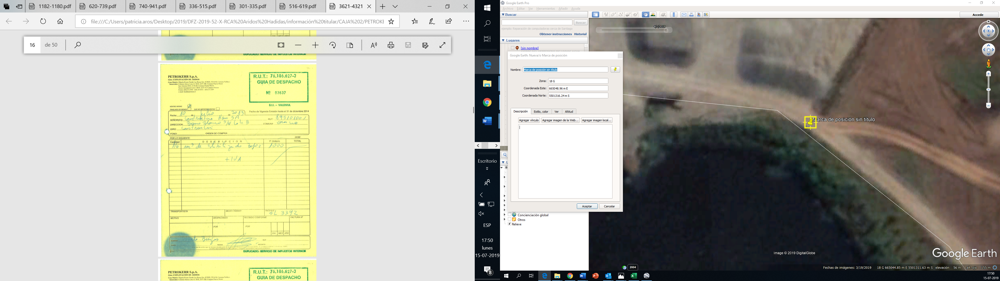 1182-1180.pdf
620-739.pdf
740-941.pdf
336-515.pdf
301-335.pdf
516-619.pdf
3621-4321
file:///C:/Users/patricia.aros/Desktop/2019/DFZ-2019-52-X-RCA%20Aridos%20Hadidas/información%20titular/CAJA%202/PETROKE
16 de 50
DUPLICADO: SERVICIO DE IMPUESTOS INTERNOS
PETROKERR S.p.A.
Giro: EXPLOTACIÓN DE ARIDOS
R.U.T.: 76.186.627-3
GUIA DE DESPACHO
Nº 03637
S.I.I. - VALDIVIA
VENTAS VARIAS
TRASLADO DE BIENES QUE NO IMPORTAN VENTAS
Fecha de Vigencia Emisión hasta el 31 de diciembre 2014
Fecha: 10 de Julio de 2013
SEÑOR(ES): Constructora Han SA RUT: 89510100
DIRECCION: COMUNA:
GIRO: Construcción
FONO: ORDEN DE COMPRA
POR LO SIGUIENTE: DEBE
Cantidad DESCRIPCION P. Unitario TOTAL
16 m³ de Estabilizado 1000
+ IVA
TRANSPORTISTA MEDIO TRANSP. PATENTE SL 3392
MOTIVO DESPACHADO RECIBIDO CONFORME FACTURA Nº
POR POR
DIA MES AÑO
FECHA RECINTO
DUPLICADO: SERVICIO DE IMPUESTOS INTERNOS
PETROKERR S.p.A.
Giro: EXPLOTACIÓN DE ARIDOS
R.U.T.: 76.186.627-3
GUIA DE DESPACHO
Escritorio
ESP
17:50
lunes
15-07-2019
8
Google Earth Pro
Archivo Editar Ver Herramientas Añadir Ayuda
Buscar
Buscar
ejemplo: Reparación de computadoras cerca de Santiago
Obtener instrucciones Historial
Lugares
[sin nombre]
Google Earth: Nueva/o Marca de posición
Nombre: Marca de posición sin título
Zona: 18 G
Coordenada Este: 665048.96 m E
Coordenada Norte: 5501316.24 m S
Descripción Estilo, color Ver Altitud
Agregar vínculo Agregar imagen de la Web... Agregar imagen local...
Aceptar Cancelar
Concienciación global
Otros
Relieve
Accede
4/2/2019
N
Marca de posición sin título
Image © 2019 DigitalGlobe
Google Earth
2004
Fechas de imágenes: 3/19/2019 18 G 665044.85 m E 5501311.63 m S elevación 56 m alt. ojo 155 m
17:50
15-07-2019